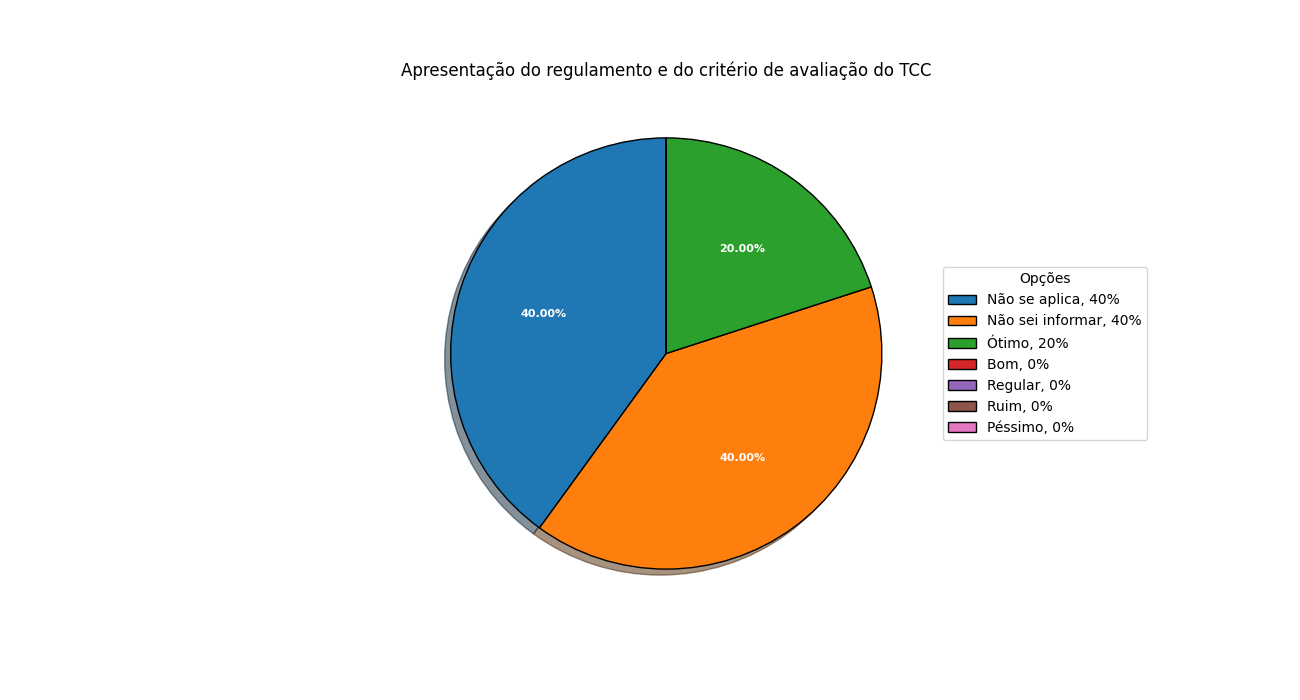 Apresentação do regulamento e do critério de avaliação do TCC
20.00%
40.00%
40.00%
Opções
Não se aplica, 40%
Não sei informar, 40%
Ótimo, 20%
Bom, 0%
Regular, 0%
Ruim, 0%
Péssimo, 0%